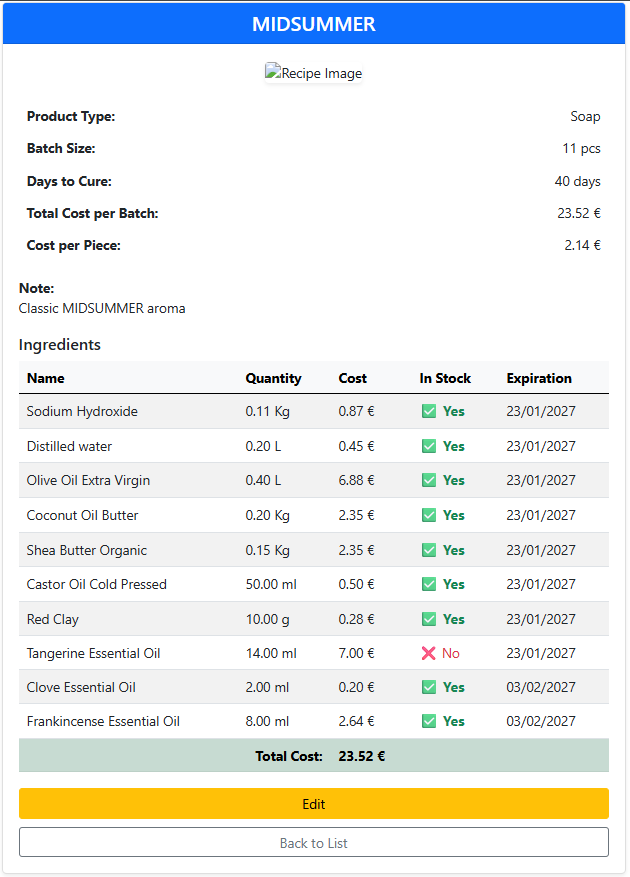 MIDSUMMER
Recipe Image
Product Type: Soap
Batch Size: 11 pcs
Days to Cure: 40 days
Total Cost per Batch: 23.52 €
Cost per Piece: 2.14 €
Note:
Classic MIDSUMMER aroma
Ingredients
Name Quantity Cost In Stock Expiration
Sodium Hydroxide 0.11 Kg 0.87 € ✅ Yes 23/01/2027
Distilled water 0.20 L 0.45 € ✅ Yes 23/01/2027
Olive Oil Extra Virgin 0.40 L 6.88 € ✅ Yes 23/01/2027
Coconut Oil Butter 0.20 Kg 2.35 € ✅ Yes 23/01/2027
Shea Butter Organic 0.15 Kg 2.35 € ✅ Yes 23/01/2027
Castor Oil Cold Pressed 50.00 ml 0.50 € ✅ Yes 23/01/2027
Red Clay 10.00 g 0.28 € ✅ Yes 23/01/2027
Tangerine Essential Oil 14.00 ml 7.00 € ❌ No 23/01/2027
Clove Essential Oil 2.00 ml 0.20 € ✅ Yes 03/02/2027
Frankincense Essential Oil 8.00 ml 2.64 € ✅ Yes 03/02/2027
Total Cost: 23.52 €
Edit
Back to List